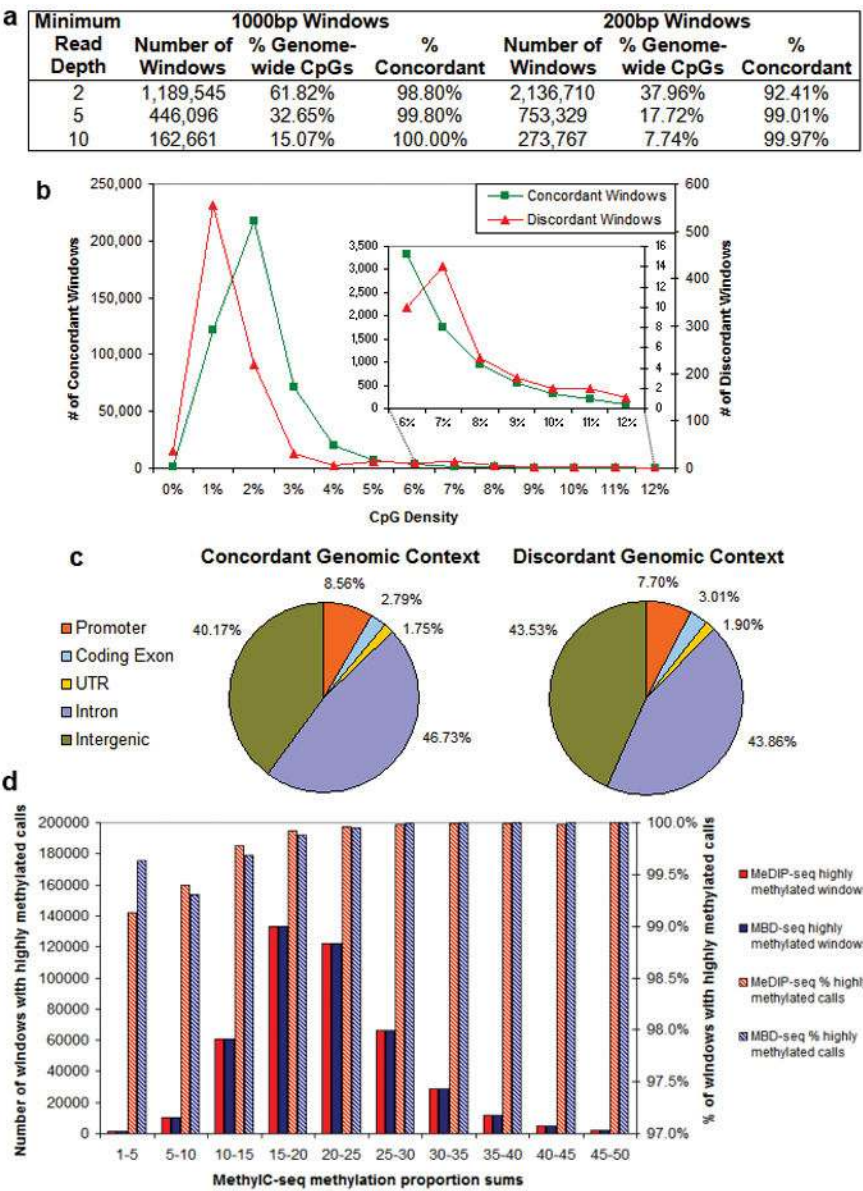 a
Minimum Read Depth | 1000bp Windows | 200bp Windows
Number of Windows | % Genome-wide CpGs | % Concordant | Number of Windows | % Genome-wide CpGs | % Concordant
2 1,189,545 61.82% 98.80% 2,136,710 37.96% 92.41%
5 446,096 32.65% 99.80% 753,329 17.72% 99.01%
10 162,661 15.07% 100.00% 273,767 7.74% 99.97%
b
Concordant Windows
Discordant Windows
# of Concordant Windows
250,000
200,000
150,000
100,000
50,000
0
# of Discordant Windows
600
500
400
300
200
100
0
3,500
3,000
2,500
2,000
1,500
1,000
500
0
16
14
12
10
8
6
4
2
0
6% 7% 8% 9% 10% 11% 12%
0% 1% 2% 3% 4% 5% 6% 7% 8% 9% 10% 11% 12%
CpG Density
c
Concordant Genomic Context
Discordant Genomic Context
Promoter
Coding Exon
UTR
Intron
Intergenic
8.56%
2.79%
1.75%
46.73%
40.17%
7.70%
3.01%
1.90%
43.86%
43.53%
d
Number of windows with highly methylated calls
200000
180000
160000
140000
120000
100000
80000
60000
40000
20000
0
% of windows with highly methylated calls
100.0%
99.5%
99.0%
98.5%
98.0%
97.5%
97.0%
1-5 5-10 10-15 15-20 20-25 25-30 30-35 35-40 40-45 45-50
MethylC-seq methylation proportion sums
MeDIP-seq highly
methylated window
MBD-seq highly
methylated window
MeDIP-seq % highly
methylated calls
MBD-seq % highly
methylated calls